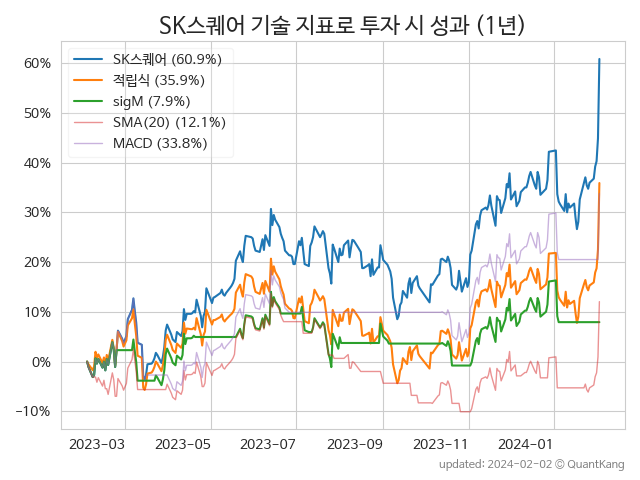 SK스퀘어 기술 지표로 투자 시 성과 (1년)
SK스퀘어 (60.9%)
적립식 (35.9%)
sigM (7.9%)
SMA(20) (12.1%)
MACD (33.8%)
60%
50%
40%
30%
20%
10%
0%
−10%
2023-03 2023-05 2023-07 2023-09 2023-11 2024-01
updated: 2024-02-02 © QuantKang